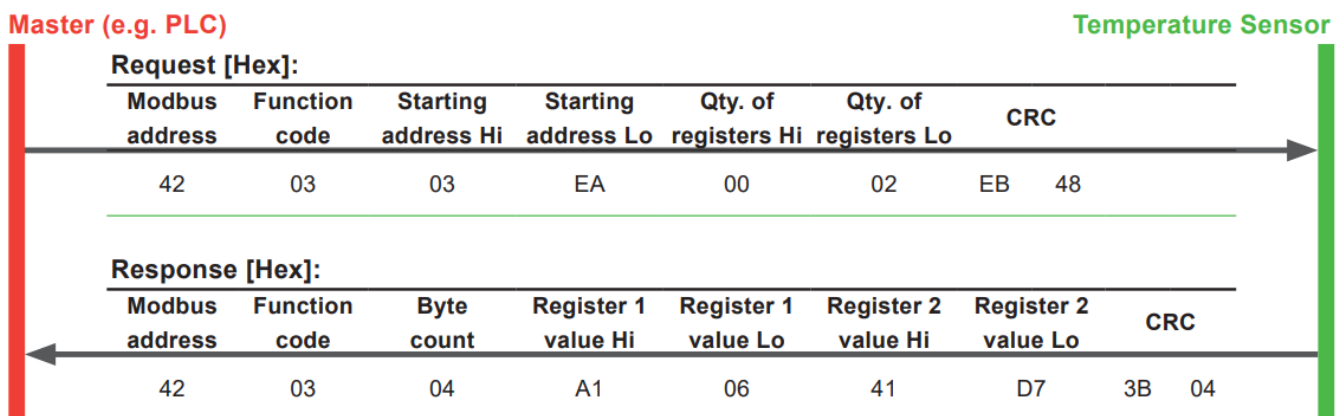 Master (e.g. PLC)
Temperature Sensor
Request [Hex]:
Modbus address Function code Starting address Hi Starting address Lo Qty. of registers Hi Qty. of registers Lo CRC
42 03 03 EA 00 02 EB 48
Response [Hex]:
Modbus address Function code Byte count Register 1 value Hi Register 1 value Lo Register 2 value Hi Register 2 value Lo CRC
42 03 04 A1 06 41 D7 3B 04